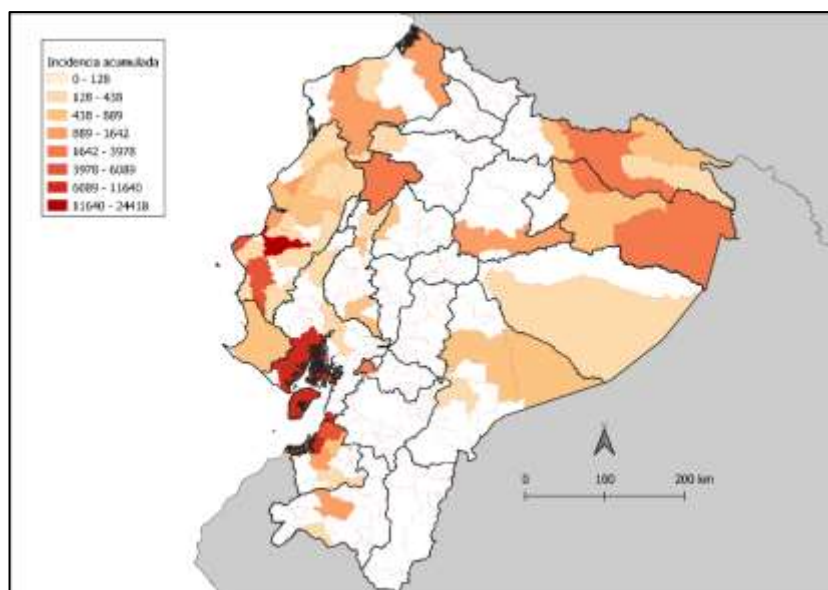 Incidencia acumulada
0 - 128
128 - 438
438 - 889
889 - 1642
1642 - 3978
3978 - 6089
6089 - 11640
11640 - 24418
0 100 200 km